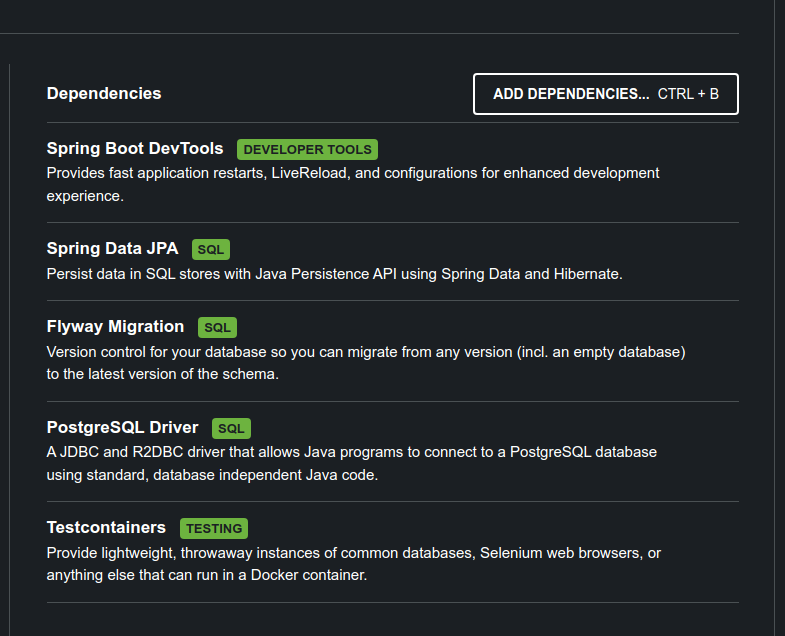 Dependencies
ADD DEPENDENCIES... CTRL + B
Spring Boot DevTools DEVELOPER TOOLS
Provides fast application restarts, LiveReload, and configurations for enhanced development
experience.
Spring Data JPA SQL
Persist data in SQL stores with Java Persistence API using Spring Data and Hibernate.
Flyway Migration SQL
Version control for your database so you can migrate from any version (incl. an empty database)
to the latest version of the schema.
PostgreSQL Driver SQL
A JDBC and R2DBC driver that allows Java programs to connect to a PostgreSQL database
using standard, database independent Java code.
Testcontainers TESTING
Provide lightweight, throwaway instances of common databases, Selenium web browsers, or
anything else that can run in a Docker container.